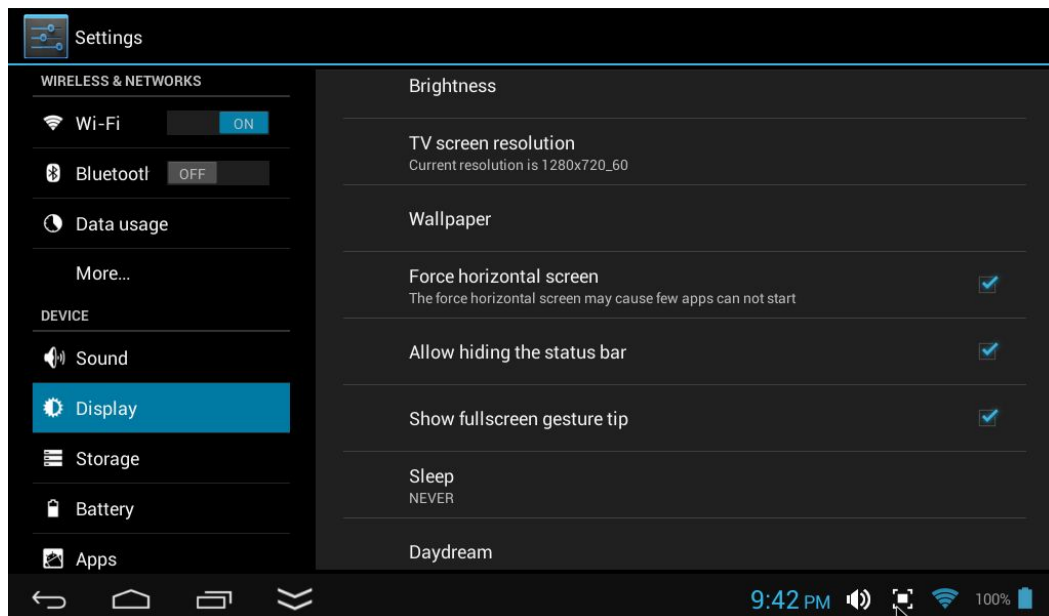 Settings
WIRELESS & NETWORKS
Wi-Fi
ON
Bluetootl
OFF
Data usage
More...
DEVICE
Sound
Display
Storage
Battery
Apps
Brightness
TV screen resolution
Current resolution is 1280x720_60
Wallpaper
Force horizontal screen
The force horizontal screen may cause few apps can not start
Allow hiding the status bar
Show fullscreen gesture tip
Sleep
NEVER
Daydream
9:42 PM
100%